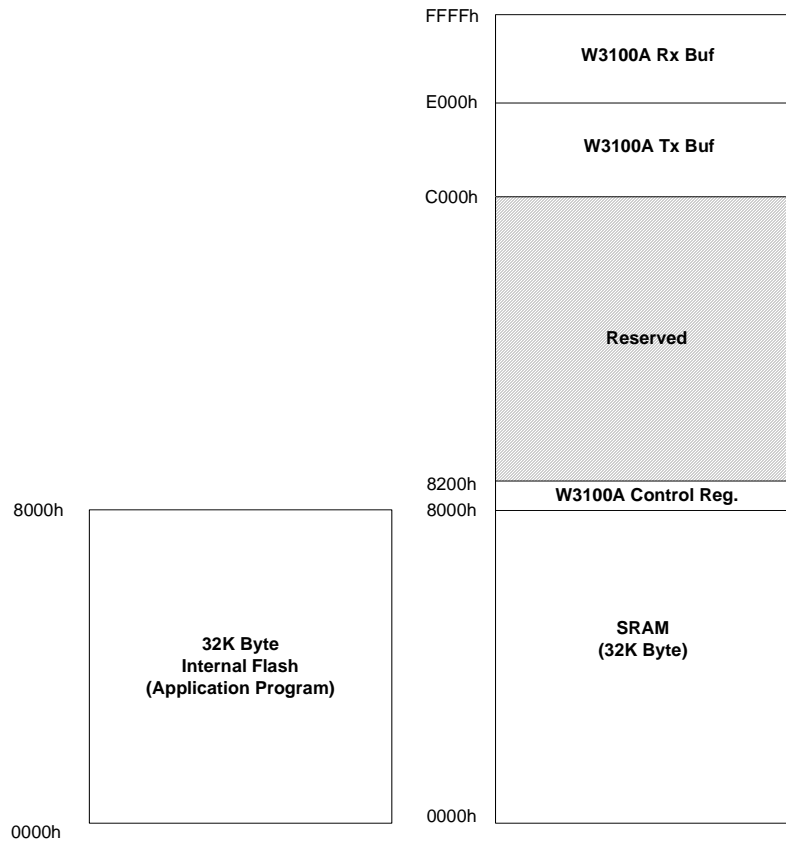 FFFFh
W3100A Rx Buf
E000h
W3100A Tx Buf
C000h
Reserved
8200h
W3100A Control Reg.
8000h
8000h
32K Byte
Internal Flash
(Application Program)
SRAM
(32K Byte)
0000h
0000h